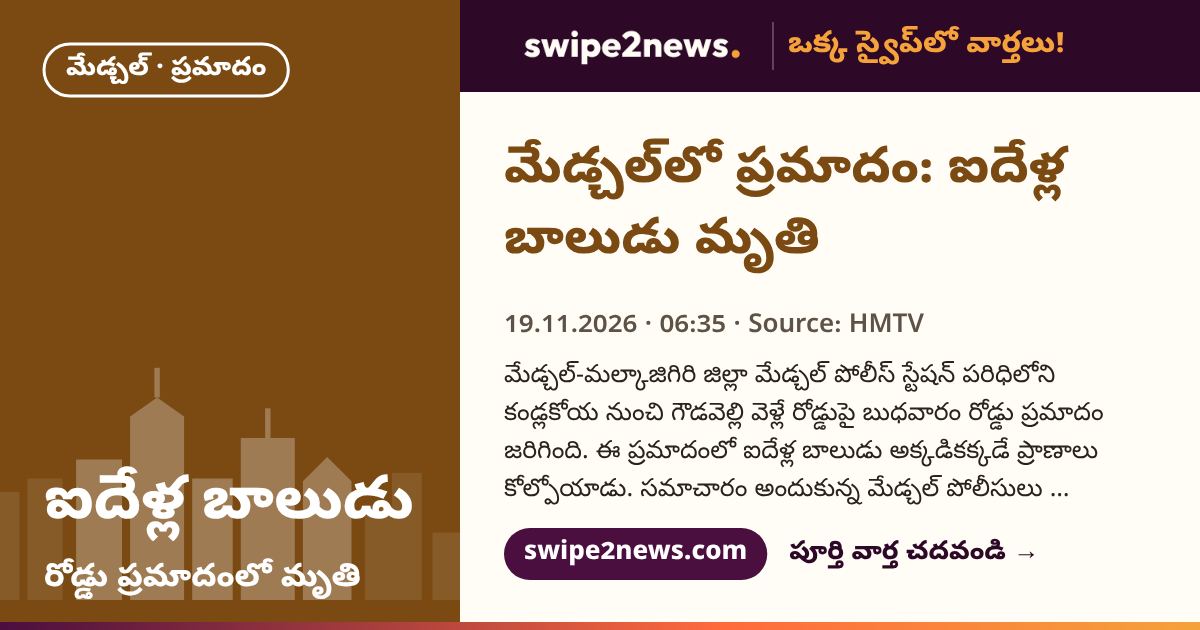 మేడ్చల్ · ప్రమాదం
ఐదేళ్ల బాలుడు
రోడ్డు ప్రమాదంలో మృతి
swipe2news.
ఒక్క స్వైప్‌లో వార్తలు!
మేడ్చల్‌లో ప్రమాదం: ఐదేళ్ల
బాలుడు మృతి
19.11.2026 · 06:35 · Source: HMTV
మేడ్చల్-మల్కాజిగిరి జిల్లా మేడ్చల్ పోలీస్ స్టేషన్ పరిధిలోని
కండ్లకోయ నుంచి గౌడవెల్లి వెళ్లే రోడ్డుపై బుధవారం రోడ్డు ప్రమాదం
జరిగింది. ఈ ప్రమాదంలో ఐదేళ్ల బాలుడు అక్కడికక్కడే ప్రాణాలు
కోల్పోయాడు. సమాచారం అందుకున్న మేడ్చల్ పోలీసులు ...
swipe2news.com
పూర్తి వార్త చదవండి →